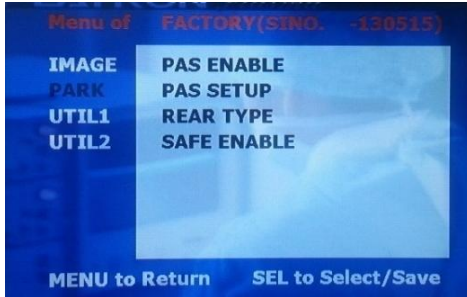 Menu of FACTORY(SINO. -130515)
IMAGE PAS ENABLE
PARK PAS SETUP
UTIL1 REAR TYPE
UTIL2 SAFE ENABLE
MENU to Return SEL to Select/Save